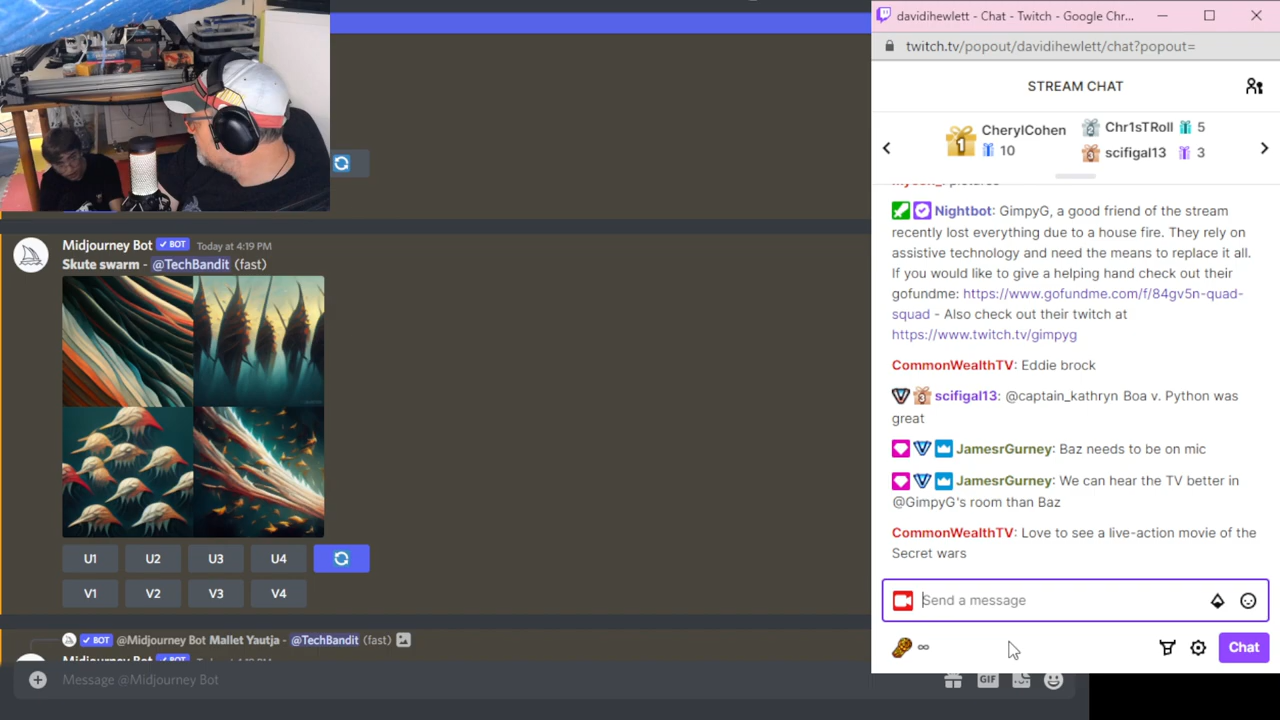 davidihewlett - Chat - Twitch - Google Chr...
twitch.tv/popout/davidihewlett/chat?popout=
STREAM CHAT
CherylCohen
10
Chr1sTRoll 5
scifigal13 3
Nightbot: GimpyG, a good friend of the stream
recently lost everything due to a house fire. They rely on
assistive technology and need the means to replace it all.
If you would like to give a helping hand check out their
gofundme: https://www.gofundme.com/f/84gv5n-quad-
squad - Also check out their twitch at
https://www.twitch.tv/gimpyg
CommonWealthTV: Eddie brock
scifigal13: @captain_kathryn Boa v. Python was
great
JamesrGurney: Baz needs to be on mic
JamesrGurney: We can hear the TV better in
@GimpyG's room than Baz
CommonWealthTV: Love to see a live-action movie of the
Secret wars
Send a message
∞
Chat
Midjourney Bot ✓ BOT Today at 4:19 PM
Skute swarm - @TechBandit (fast)
U1 U2 U3 U4
V1 V2 V3 V4
✓ BOT @Midjourney Bot Mallet Yautja - @TechBandit (fast)
Message @Midjourney Bot
GIF